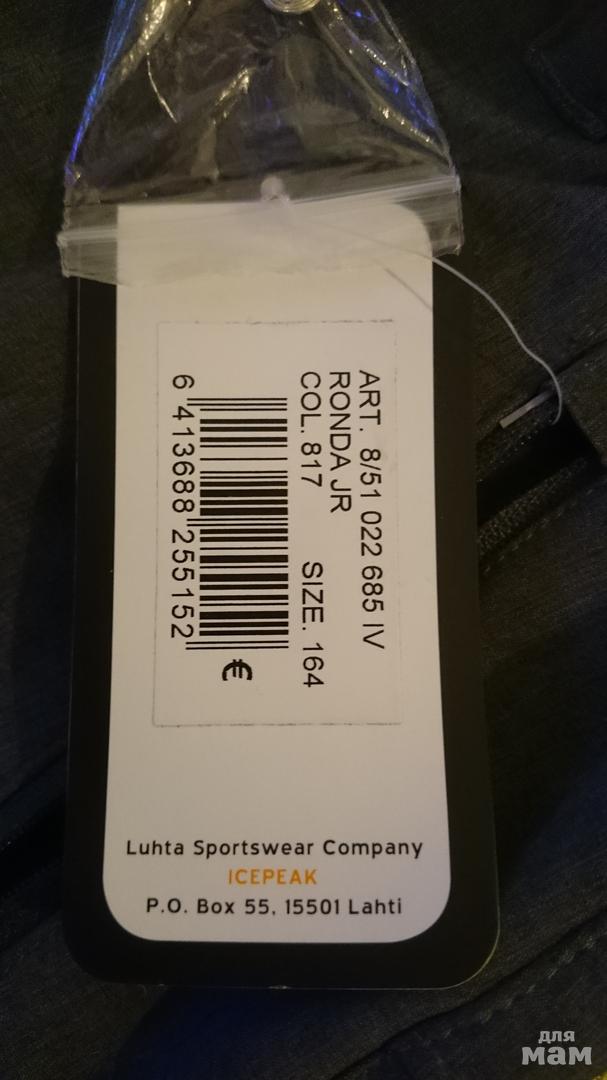 ART. 8/51 022 685 IV
RONDA JR
COL. 817 SIZE. 164
6 413688 255152
€
Luhta Sportswear Company
ICEPEAK
P.O. Box 55, 15501 Lahti
для
мам